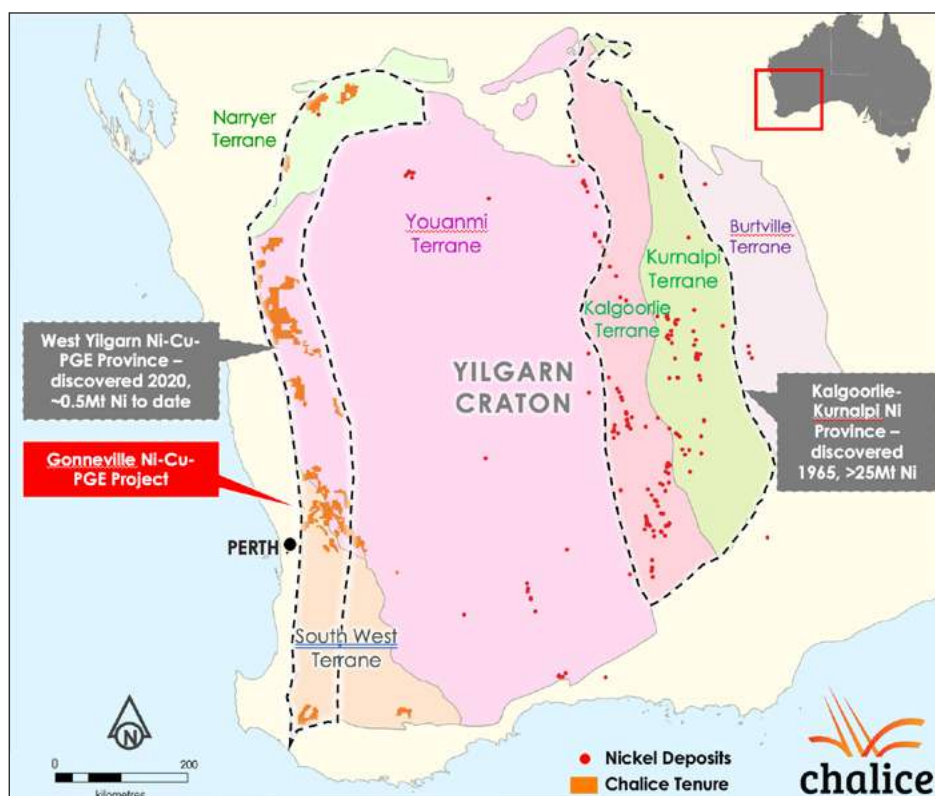 Narryer
Terrane
Youanmi
Terrane
Burtville
Terrane
Kurnalpi
Terrane
Kalgoorlie
Terrane
West Yilgarn Ni-Cu-
PGE Province –
discovered 2020,
~0.5Mt Ni to date
YILGARN
CRATON
Kalgoorlie-
Kurnalpi Ni
Province –
discovered
1965, >25Mt Ni
Gonneville Ni-Cu-
PGE Project
PERTH
South West
Terrane
N
0
200
kilometres
Nickel Deposits
Chalice Tenure
chalice